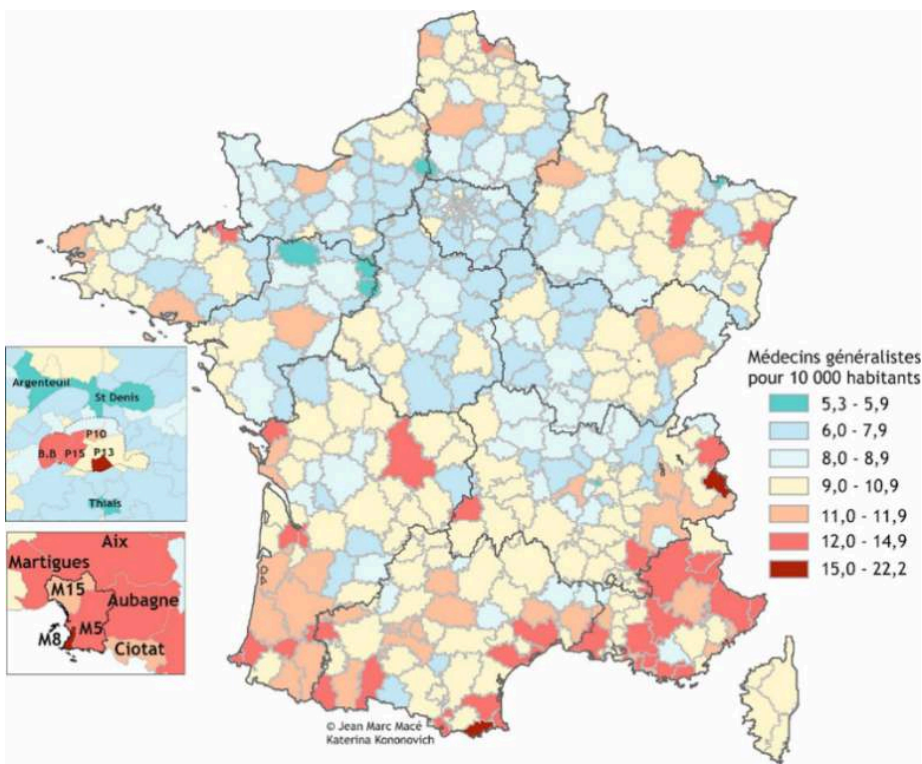 Argenteuil
St Denis
P10
B.B P15 P13
Thiais
Aix
Martigues
M15
Aubagne
M8 M5
Ciotat
Médecins généralistes
pour 10 000 habitants
5,3 - 5,9
6,0 - 7,9
8,0 - 8,9
9,0 - 10,9
11,0 - 11,9
12,0 - 14,9
15,0 - 22,2
© Jean Marc Macé
Katerina Kononovich